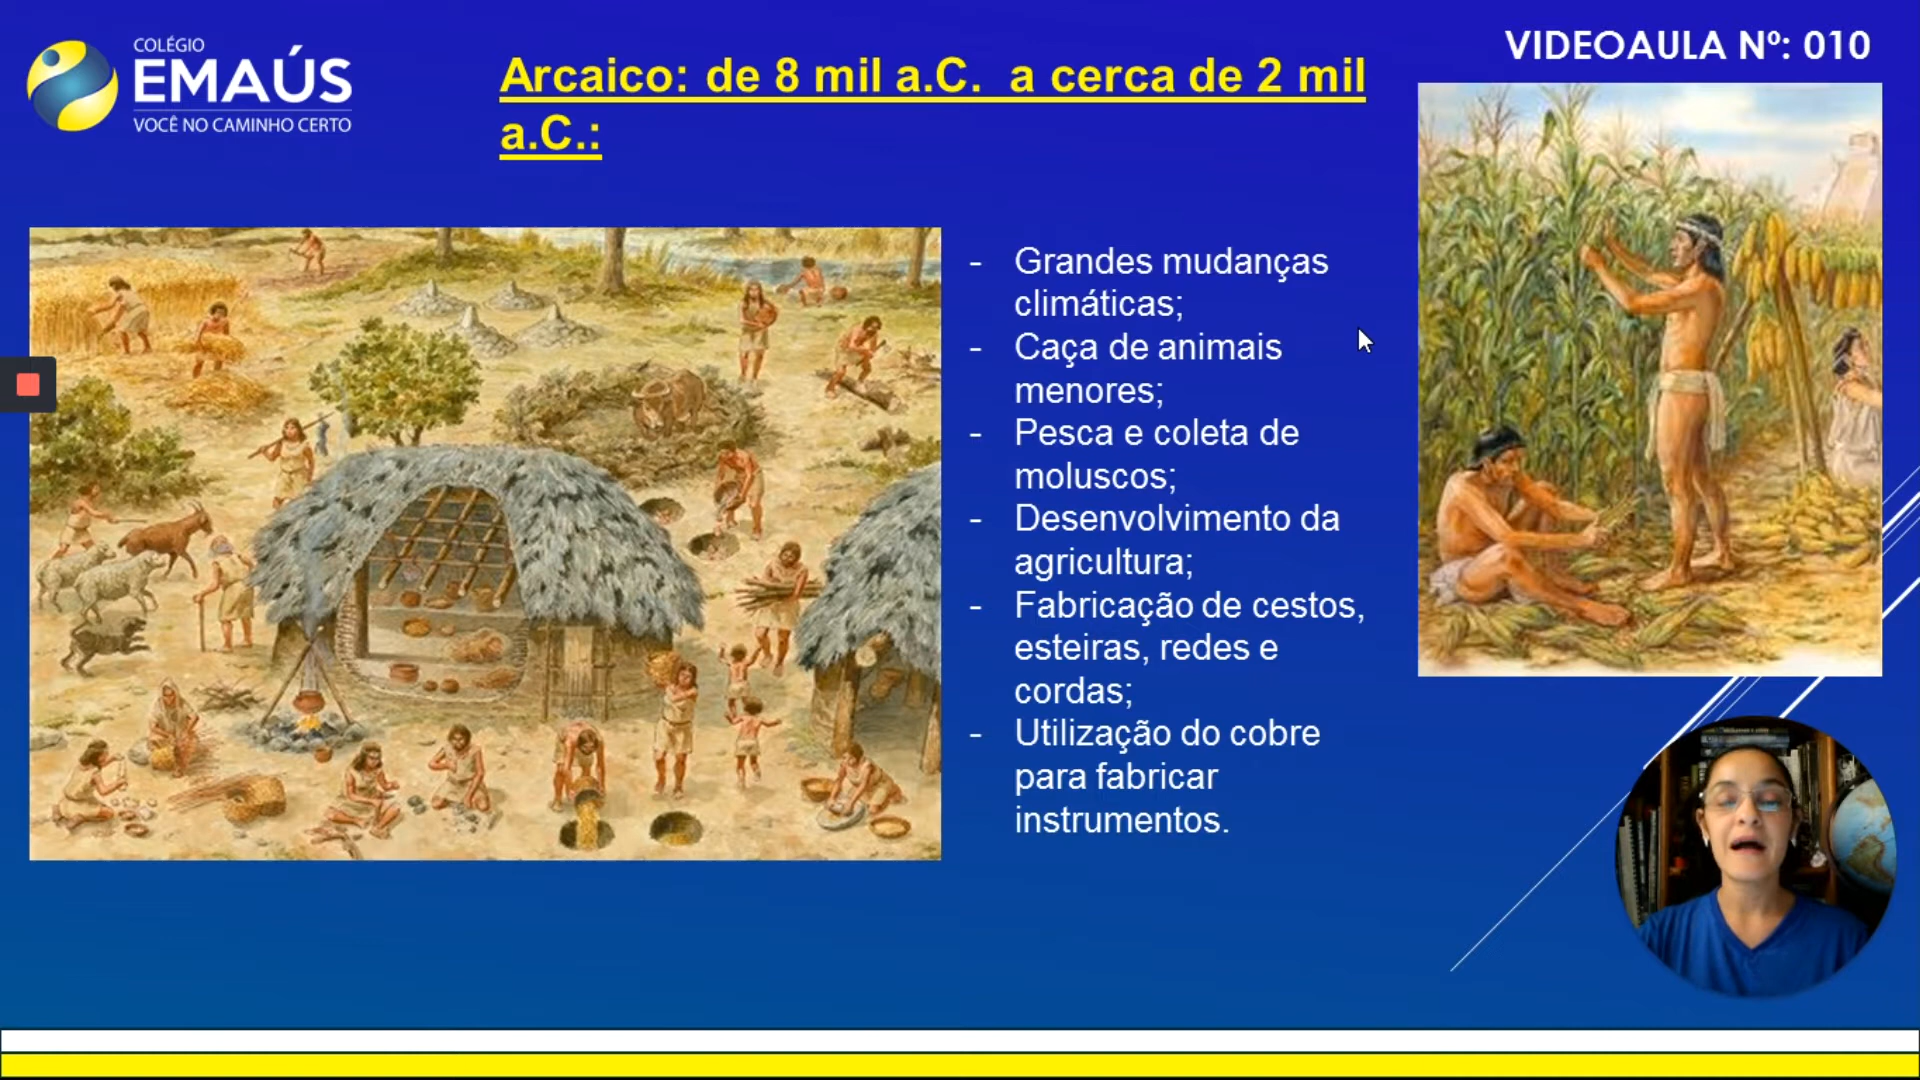 COLÉGIO
EMAÚS
VOCÊ NO CAMINHO CERTO
Arcaico: de 8 mil a.C.  a cerca de 2 mil
a.C.:
VIDEOAULA Nº: 010
- Grandes mudanças
climáticas;
- Caça de animais
menores;
- Pesca e coleta de
moluscos;
- Desenvolvimento da
agricultura;
- Fabricação de cestos,
esteiras, redes e
cordas;
- Utilização do cobre
para fabricar
instrumentos.